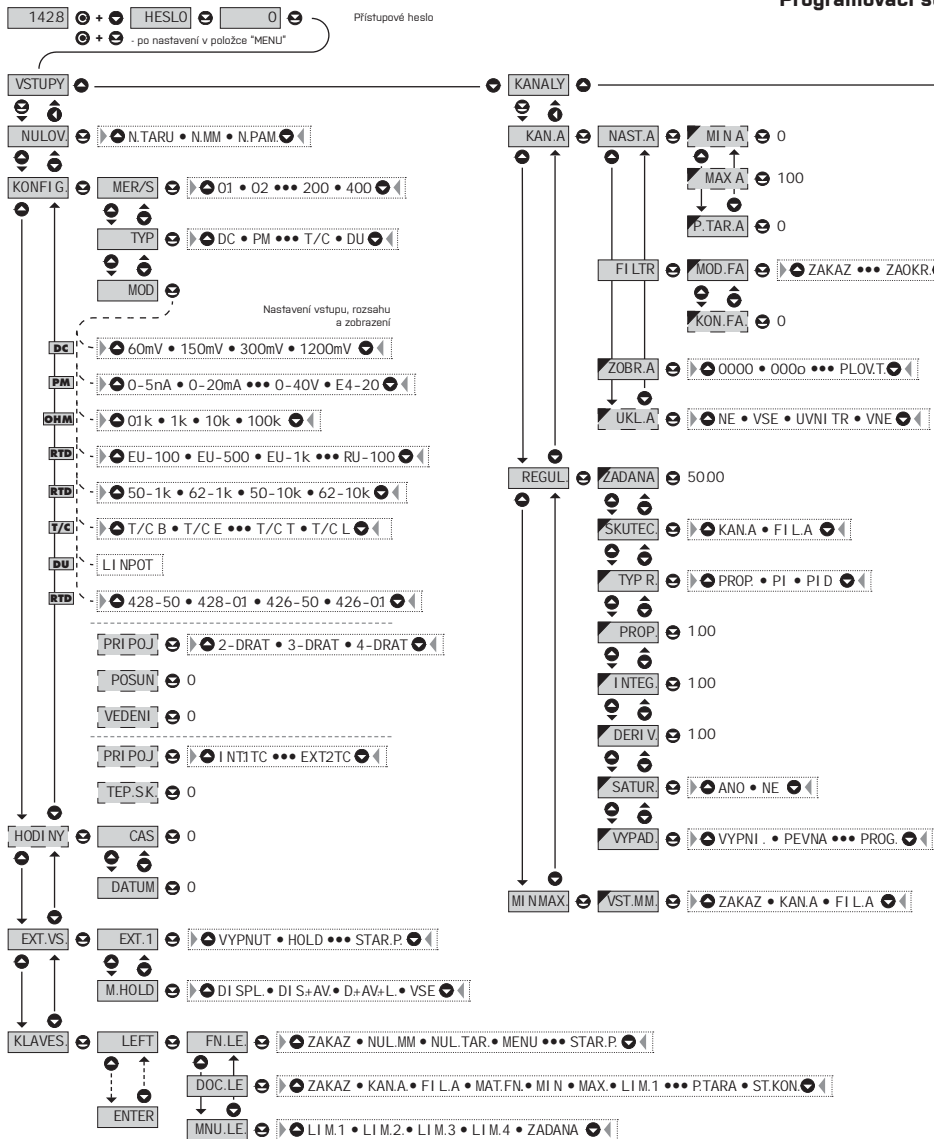 Programovací s
1428 + HESLO 0 Přístupové heslo
+ - po nastavení v položce "MENU"
VSTUPY
NULOV. N.TARU • N.MM • N.PAM.
KONFIG. MER/S 01 • 02 ••• 200 • 400
TYP DC • PM ••• T/C • DU
MOD
Nastavení vstupu, rozsahu
a zobrazení
DC 60mV • 150mV • 300mV • 1200mV
PM 0-5nA • 0-20mA ••• 0-40V • E4-20
OHM 01k • 1k • 10k • 100k
RTD EU-100 • EU-500 • EU-1k ••• RU-100
RTD 50-1k • 62-1k • 50-10k • 62-10k
T/C T/C B • T/C E ••• T/C T • T/C L
DU LINPOT
RTD 428-50 • 428-01 • 426-50 • 426-01
PRIPOJ 2-DRAT • 3-DRAT • 4-DRAT
POSUN 0
VEDENI 0
PRIPOJ INT1TC ••• EXT2TC
TEP.S.K. 0
HODINY CAS 0
DATUM 0
EXT.VS. EXT.1 VYPNUT • HOLD ••• STAR.P.
M.HOLD DISPL. • DIS+AV. • D+AV+L. • VSE
KLAVES. LEFT FN.LE. ZAKAZ • NUL.MM • NUL.TAR. • MENU ••• STAR.P.
DOC.LE ZAKAZ • KAN.A. • FIL.A • MAT.FN. • MIN • MAX. • LIM.1 ••• P.TARA • ST.KON.
ENTER
MNU.LE. LIM.1 • LIM.2. • LIM.3 • LIM.4 • ZADANA
KANALY
KAN.A NAST.A MIN A 0
MAX A 100
P.TAR.A 0
FILTR MOD.FA ZAKAZ ••• ZAOKR.
KON.FA. 0
ZOBR.A 0000 • 000o ••• PLOV.T.
UKL.A NE • VSE • UVNITR • VNE
REGUL. ZADANA 50.00
SKUTEC. KAN.A • FIL.A
TYP R. PROP. • PI • PID
PROP. 1.00
INTEG. 1.00
DERIV. 1.00
SATUR. ANO • NE
VYPAD. VYPNI. • PEVNA ••• PROG.
MINMAX. VST.MM. ZAKAZ • KAN.A • FIL.A